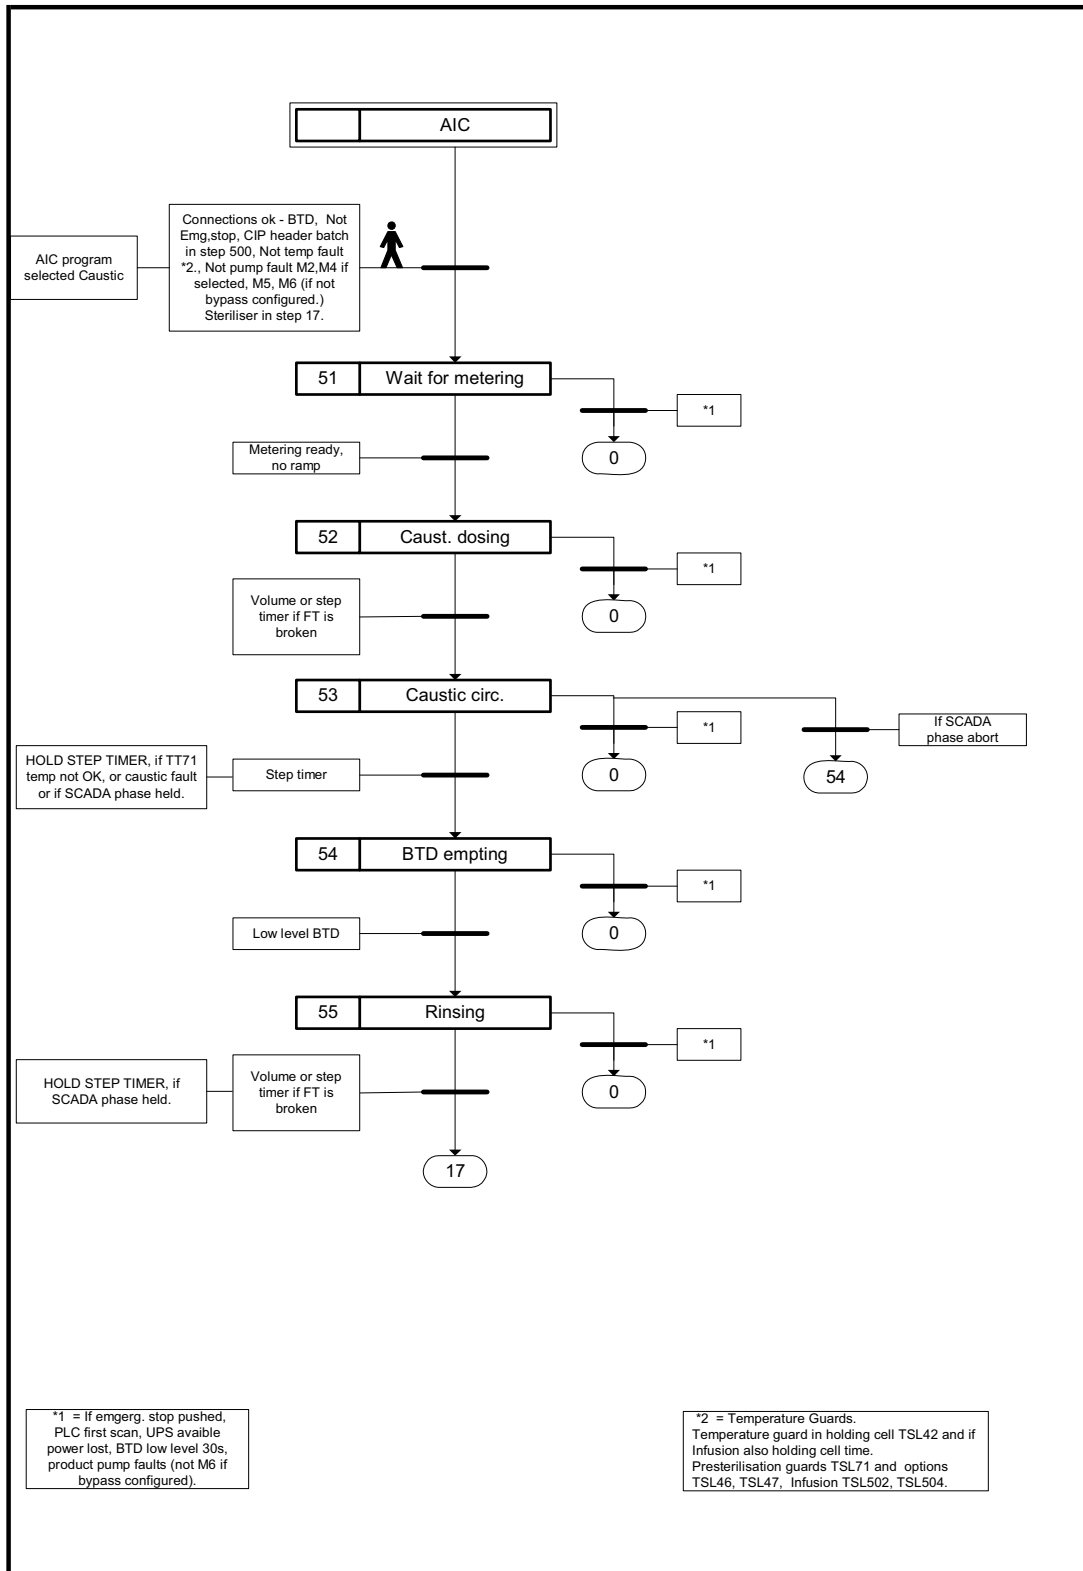 AIC
Connections ok - BTD, Not
Emg,stop, CIP header batch
in step 500, Not temp fault
*2., Not pump fault M2,M4 if
selected, M5, M6 (if not
bypass configured.)
Steriliser in step 17.
AIC program
selected Caustic
51 Wait for metering
*1
0
Metering ready,
no ramp
52 Caust. dosing
*1
0
Volume or step
timer if FT is
broken
53 Caustic circ.
*1
0
If SCADA
phase abort
54
HOLD STEP TIMER, if TT71
temp not OK, or caustic fault
or if SCADA phase held.
Step timer
54 BTD empting
*1
0
Low level BTD
55 Rinsing
*1
0
HOLD STEP TIMER, if
SCADA phase held.
Volume or step
timer if FT is
broken
17
*1 = If emgerg. stop pushed,
PLC first scan, UPS avaible
power lost, BTD low level 30s,
product pump faults (not M6 if
bypass configured).
*2 = Temperature Guards.
Temperature guard in holding cell TSL42 and if
Infusion also holding cell time.
Presterilisation guards TSL71 and options
TSL46, TSL47, Infusion TSL502, TSL504.